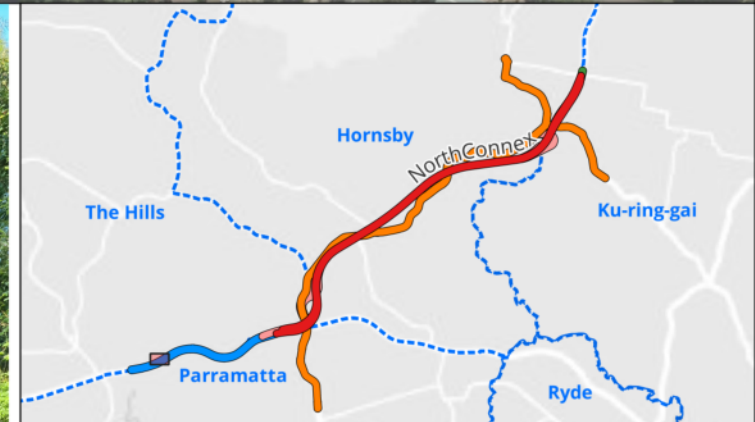 Hornsby
NorthConnex
The Hills
Ku-ring-gai
Parramatta
Ryde